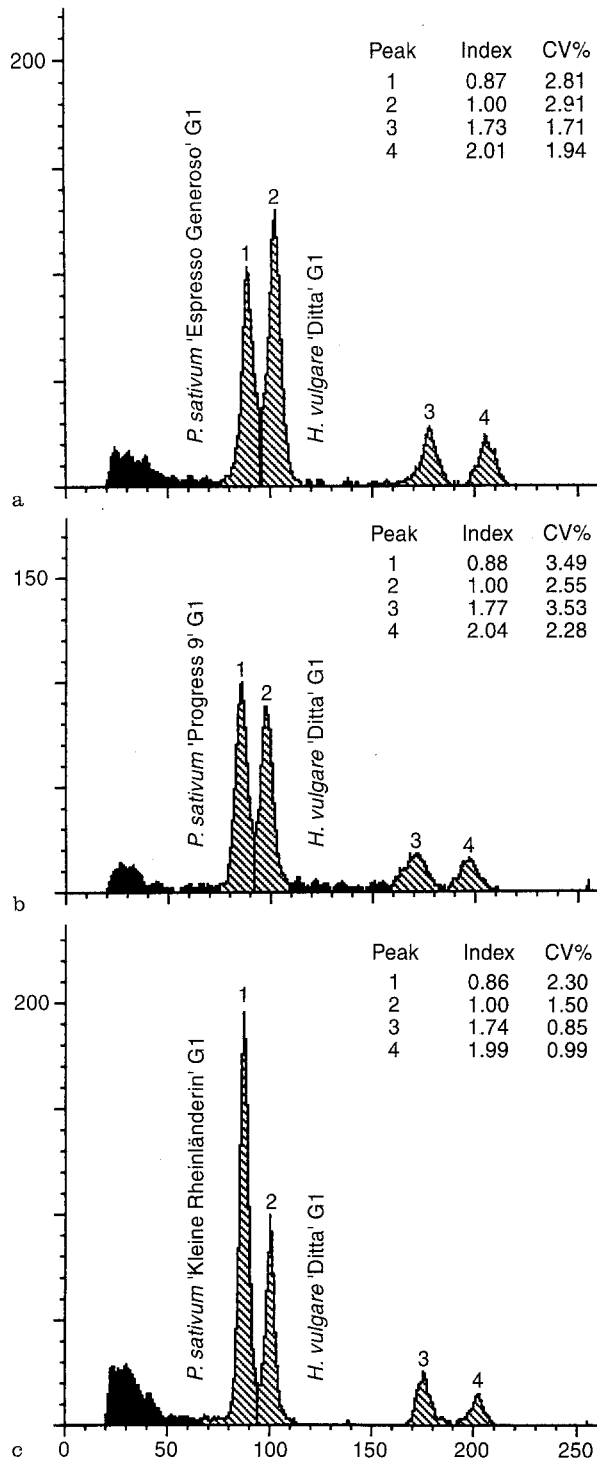 200
Peak Index CV%
1 0.87 2.81
2 1.00 2.91
3 1.73 1.71
4 2.01 1.94
P. sativum 'Espresso Generoso' G1
1
2
H. vulgare 'Ditta' G1
3
4
a
150
Peak Index CV%
1 0.88 3.49
2 1.00 2.55
3 1.77 3.53
4 2.04 2.28
P. sativum 'Progress 9' G1
1
2
H. vulgare 'Ditta' G1
3
4
b
200
Peak Index CV%
1 0.86 2.30
2 1.00 1.50
3 1.74 0.85
4 1.99 0.99
P. sativum 'Kleine Rheinländerin' G1
1
2
H. vulgare 'Ditta' G1
3
4
c
0 50 100 150 200 250